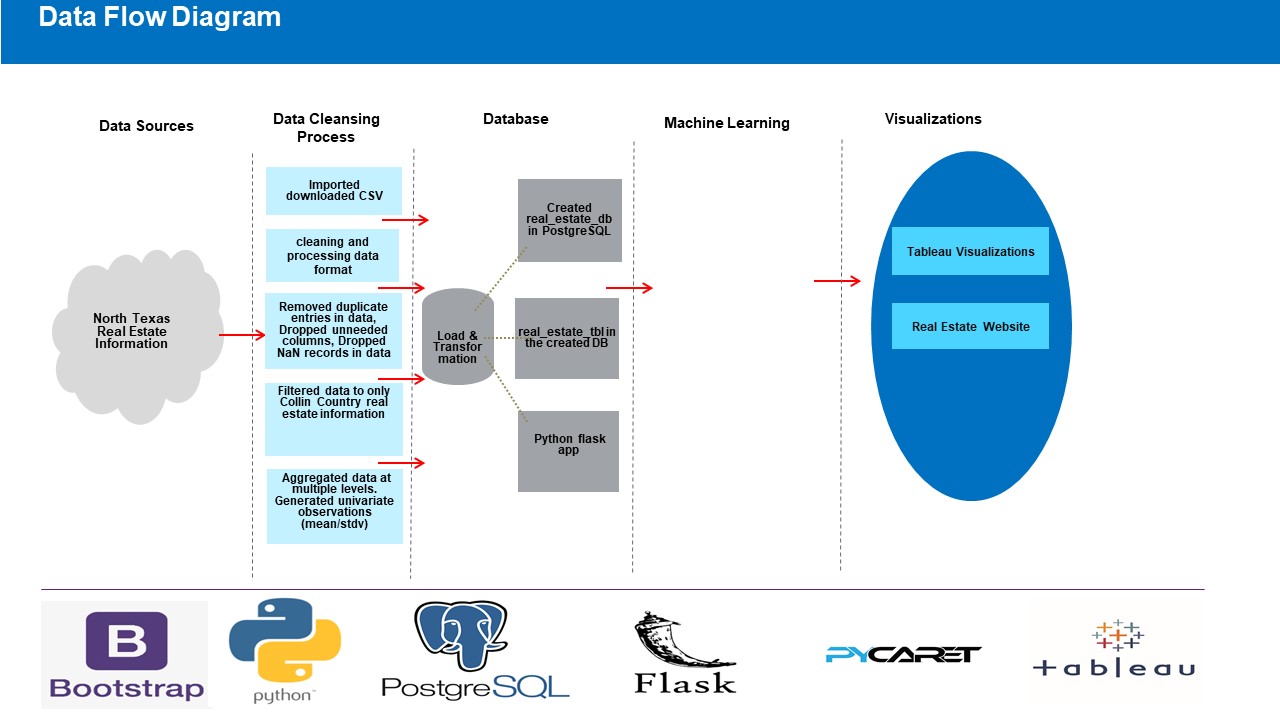 Data Flow Diagram
Data Sources
Data Cleansing
Process
Database
Machine Learning
Visualizations
North Texas
Real Estate
Information
Imported
downloaded CSV
cleaning and
processing data
format
Removed duplicate
entries in data,
Dropped unneeded
columns, Dropped
NaN records in data
Filtered data to only
Collin Country real
estate information
Aggregated data at
multiple levels.
Generated univariate
observations
(mean/stdv)
Load &
Transfor
mation
Created
real_estate_db
in PostgreSQL
real_estate_tbl in
the created DB
Python flask
app
Tableau Visualizations
Real Estate Website
B
Bootstrap
python™
PostgreSQL
Flask
PYCARET
+ableau